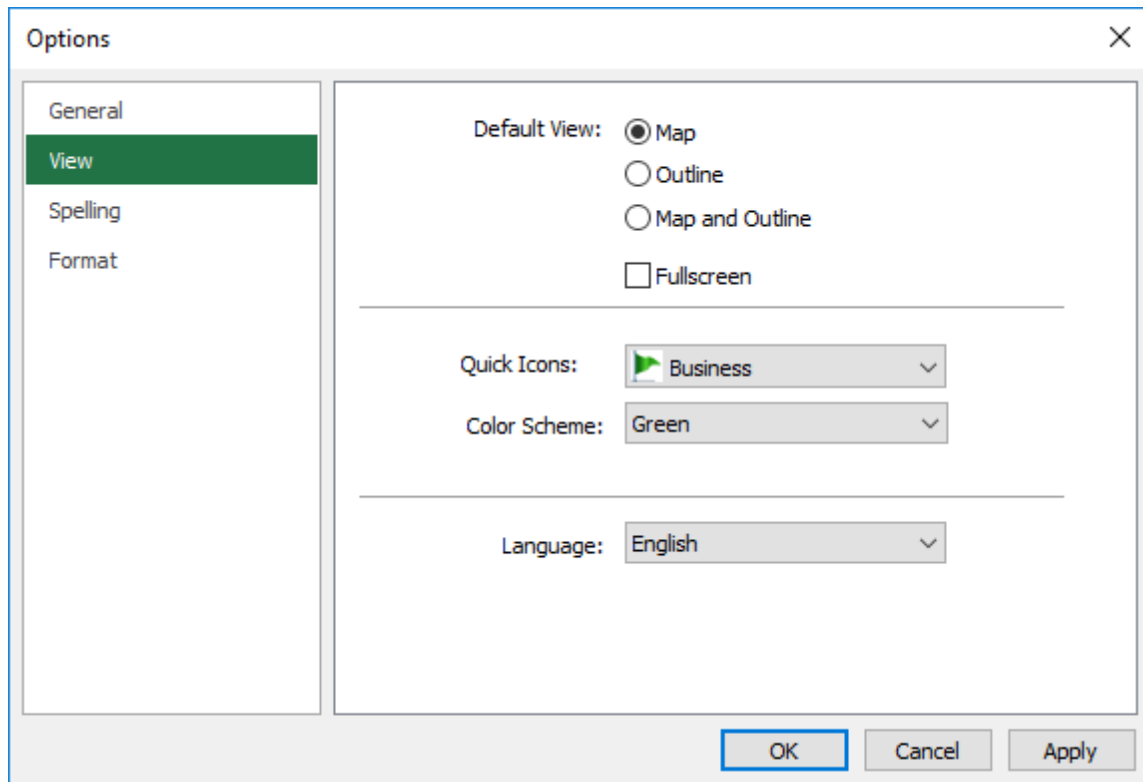 Options
General
View
Spelling
Format
Default View:
Map
Outline
Map and Outline
Fullscreen
Quick Icons:
Business
Color Scheme:
Green
Language:
English
OK
Cancel
Apply